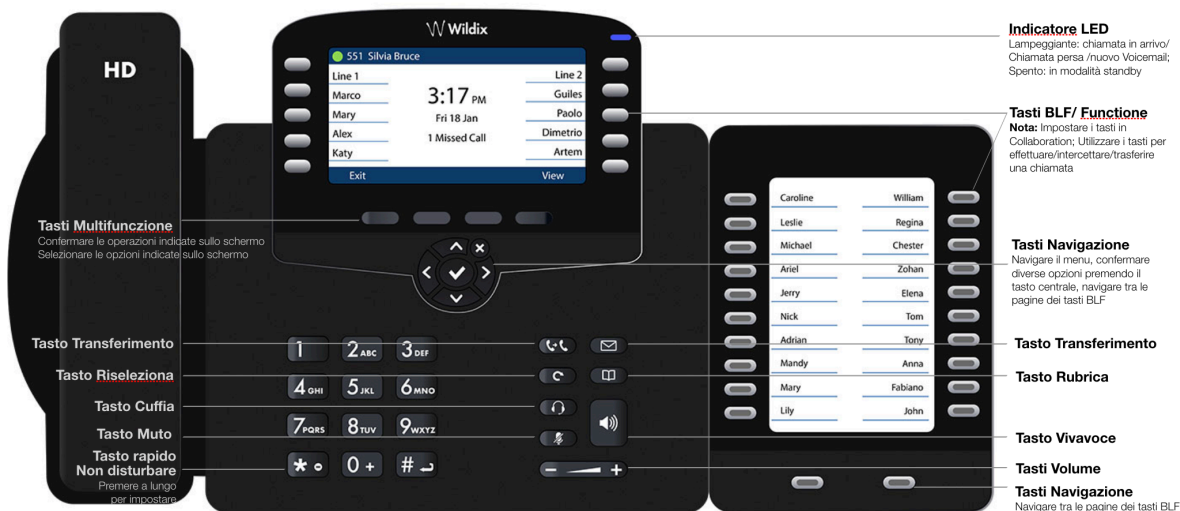 HD
Wildix
551 Silvia Bruce
Line 1
Line 2
Marco
Guiles
Mary
Paolo
Alex
Dimetrio
Katy
Artem
3:17 PM
Fri 18 Jan
1 Missed Call
Exit
View
Indicatore LED
Lampeggiante: chiamata in arrivo/
Chiamata persa /nuovo Voicemail;
Spento: in modalità standby
Tasti BLF/ Functione
Nota: Impostare i tasti in
Collaboration; Utilizzare i tasti per
effettuare/intercettare/trasferire
una chiamata
Tasti Multifunczione
Confermare le operazioni indicate sullo schermo
Selezionare le opzioni indicate sullo schermo
Tasti Navigazione
Navigare il menu, confermare
diverse opzioni premendo il
tasto centrale, navigare tra le
pagine dei tasti BLF
Caroline
William
Leslie
Regina
Michael
Chester
Ariel
Zohan
Jerry
Elena
Nick
Tom
Adrian
Tony
Mandy
Anna
Mary
Fabiano
Lily
John
Tasto Transferimento
Tasto Riseleziona
Tasto Cuffia
Tasto Muto
Tasto rapido
Non disturbare
Premere a lungo
per impostare
1
2 ABC
3 DEF
4 GHI
5 JKL
6 MNO
7 PQRS
8 TUV
9 WXYZ
*
0 +
#
− +
Tasto Transferimento
Tasto Rubrica
Tasto Vivavoce
Tasti Volume
Tasti Navigazione
Navigare tra le pagine dei tasti BLF